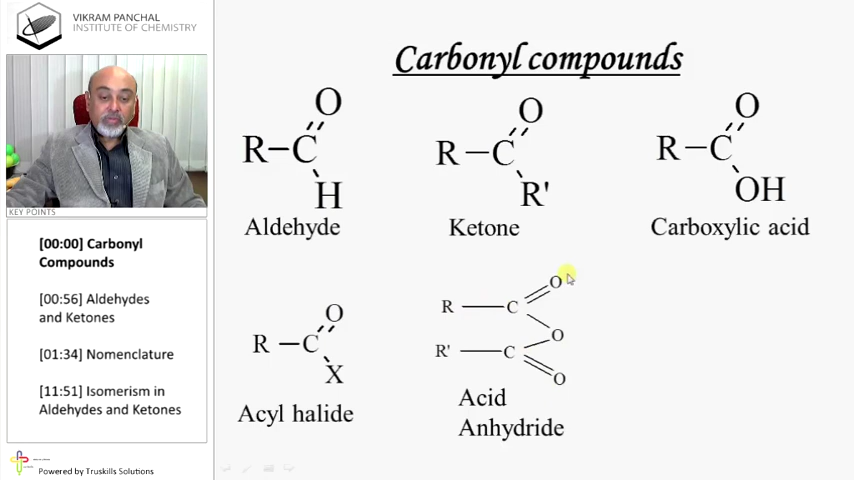 VIKRAM PANCHAL
INSTITUTE OF CHEMISTRY
KEY POINTS
[00:00] Carbonyl
Compounds
[00:56] Aldehydes
and Ketones
[01:34] Nomenclature
[11:51] Isomerism in
Aldehydes and Ketones
Powered by Truskills Solutions
Carbonyl compounds
O
R–C
H
Aldehyde
O
R–C
R'
Ketone
O
R–C
OH
Carboxylic acid
O
R–C
X
Acyl halide
R — C O
O
R' — C
O
Acid
Anhydride